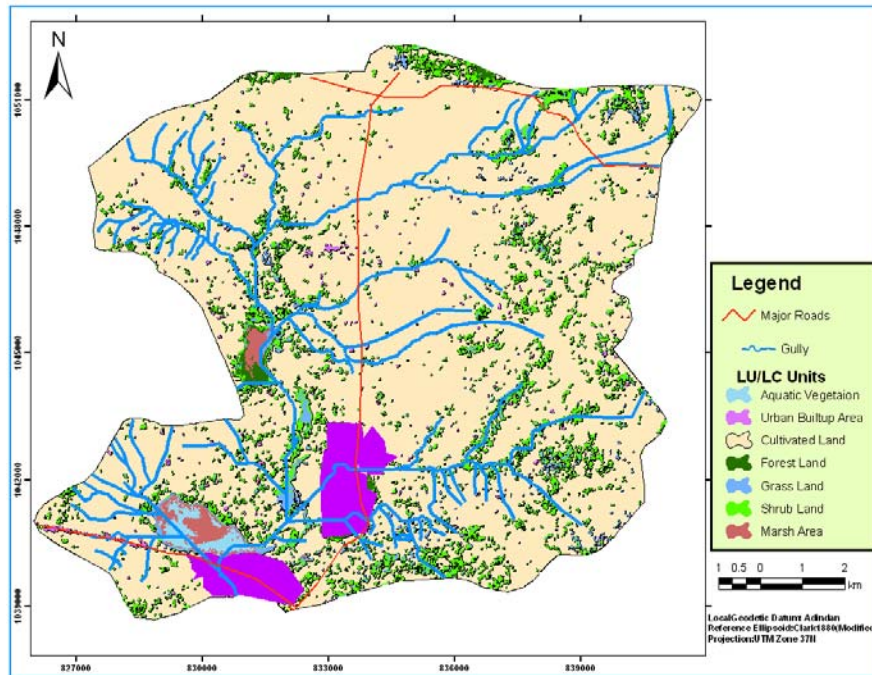 N
1051000
1048000
1045000
1042000
1039000
827000 830000 833000 836000 839000
Legend
Major Roads
Gully
LU/LC Units
Aquatic Vegetaion
Urban Builtup Area
Cultivated Land
Forest Land
Grass Land
Shrub Land
Marsh Area
1 0.5 0 1 2
km
LocalGeodetic Datum: Adindan
Reference Ellipsoid:Clark1880(Modified
Projection:UTM Zone 37N